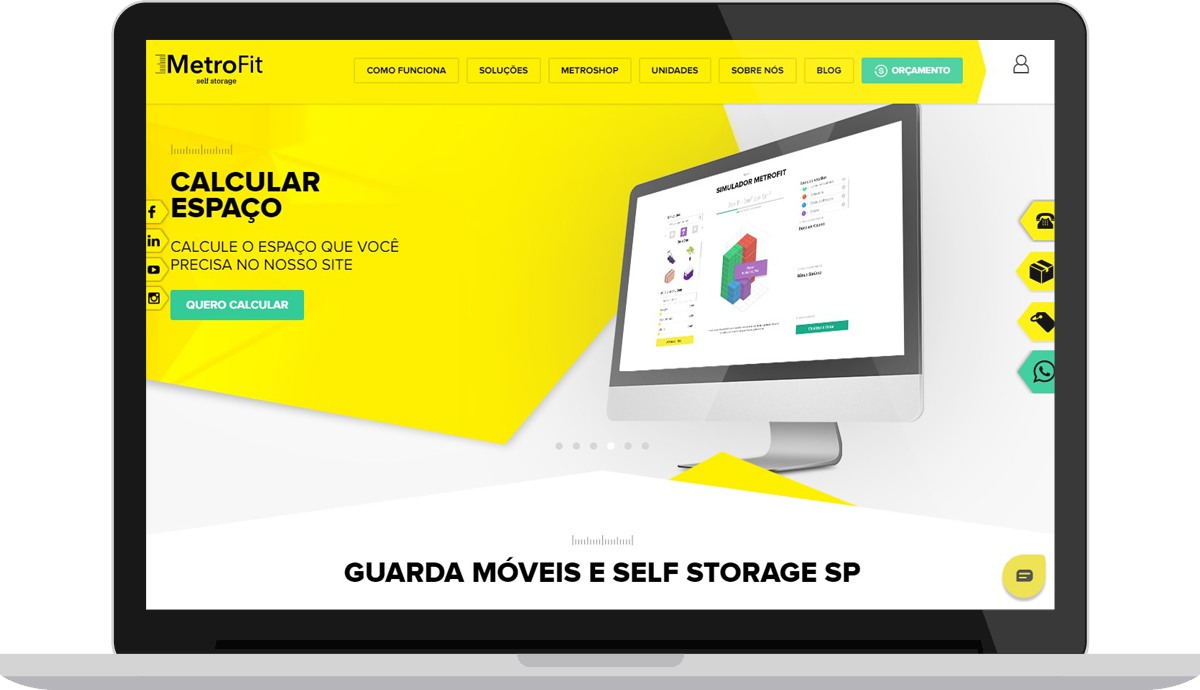 MetroFit
self storage
COMO FUNCIONA
SOLUÇÕES
METROSHOP
UNIDADES
SOBRE NÓS
BLOG
ORÇAMENTO
CALCULAR
ESPAÇO
CALCULE O ESPAÇO QUE VOCÊ
PRECISA NO NOSSO SITE
QUERO CALCULAR
SIMULADOR METROFIT
GUARDA MÓVEIS E SELF STORAGE SP